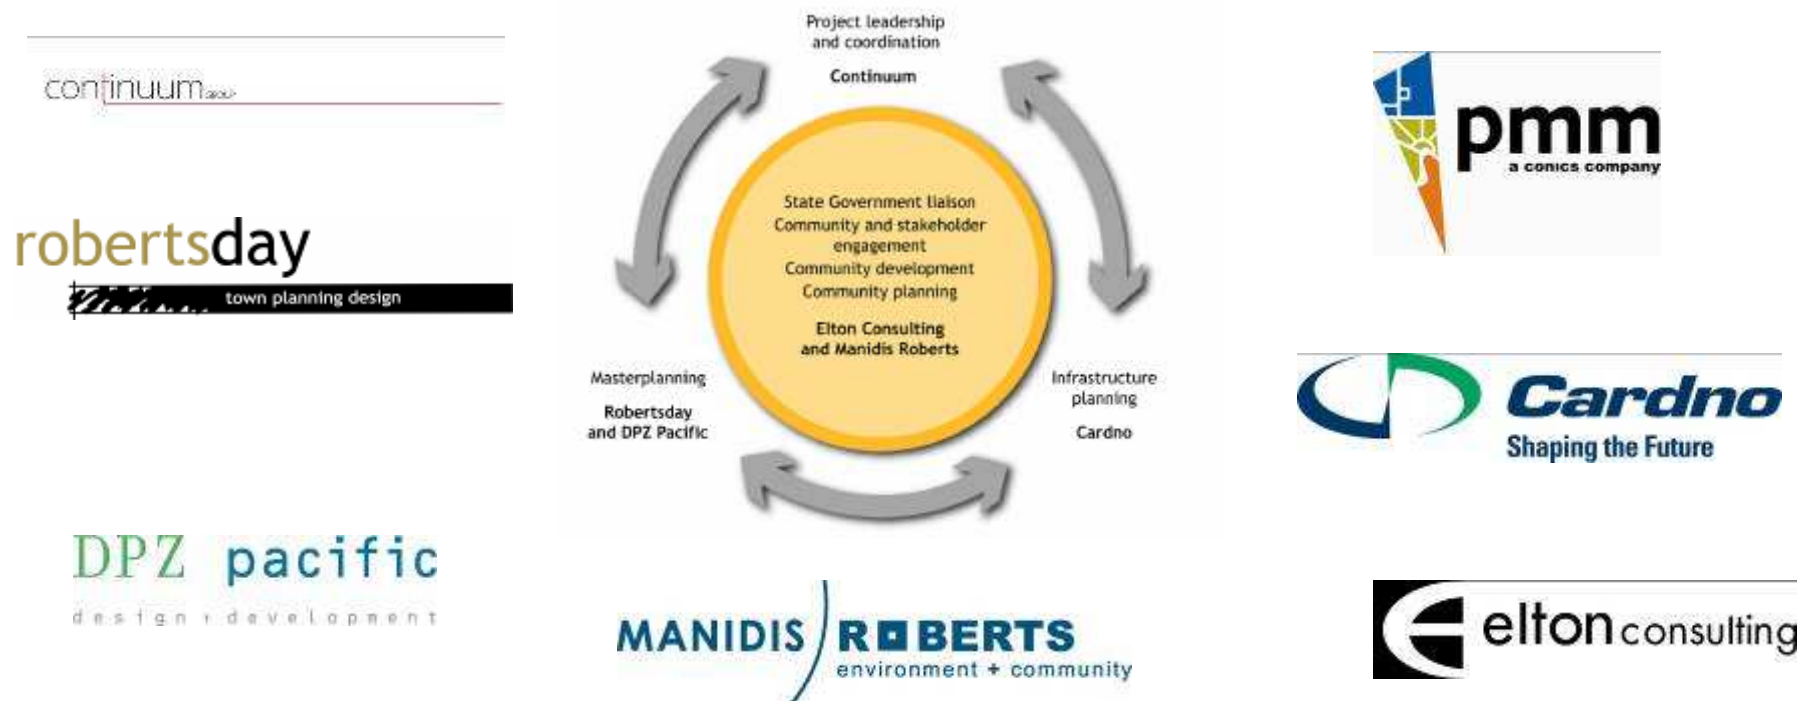 continuum GROUP
robertsday
town planning design
DPZ pacific
design + development
Project leadership
and coordination
Continuum
State Government liaison
Community and stakeholder
engagement
Community development
Community planning
Elton Consulting
and Manidis Roberts
Masterplanning
Robertsday
and DPZ Pacific
Infrastructure
planning
Cardno
MANIDIS ROBERTS
environment + community
pmm
a conics company
Cardno
Shaping the Future
elton consulting